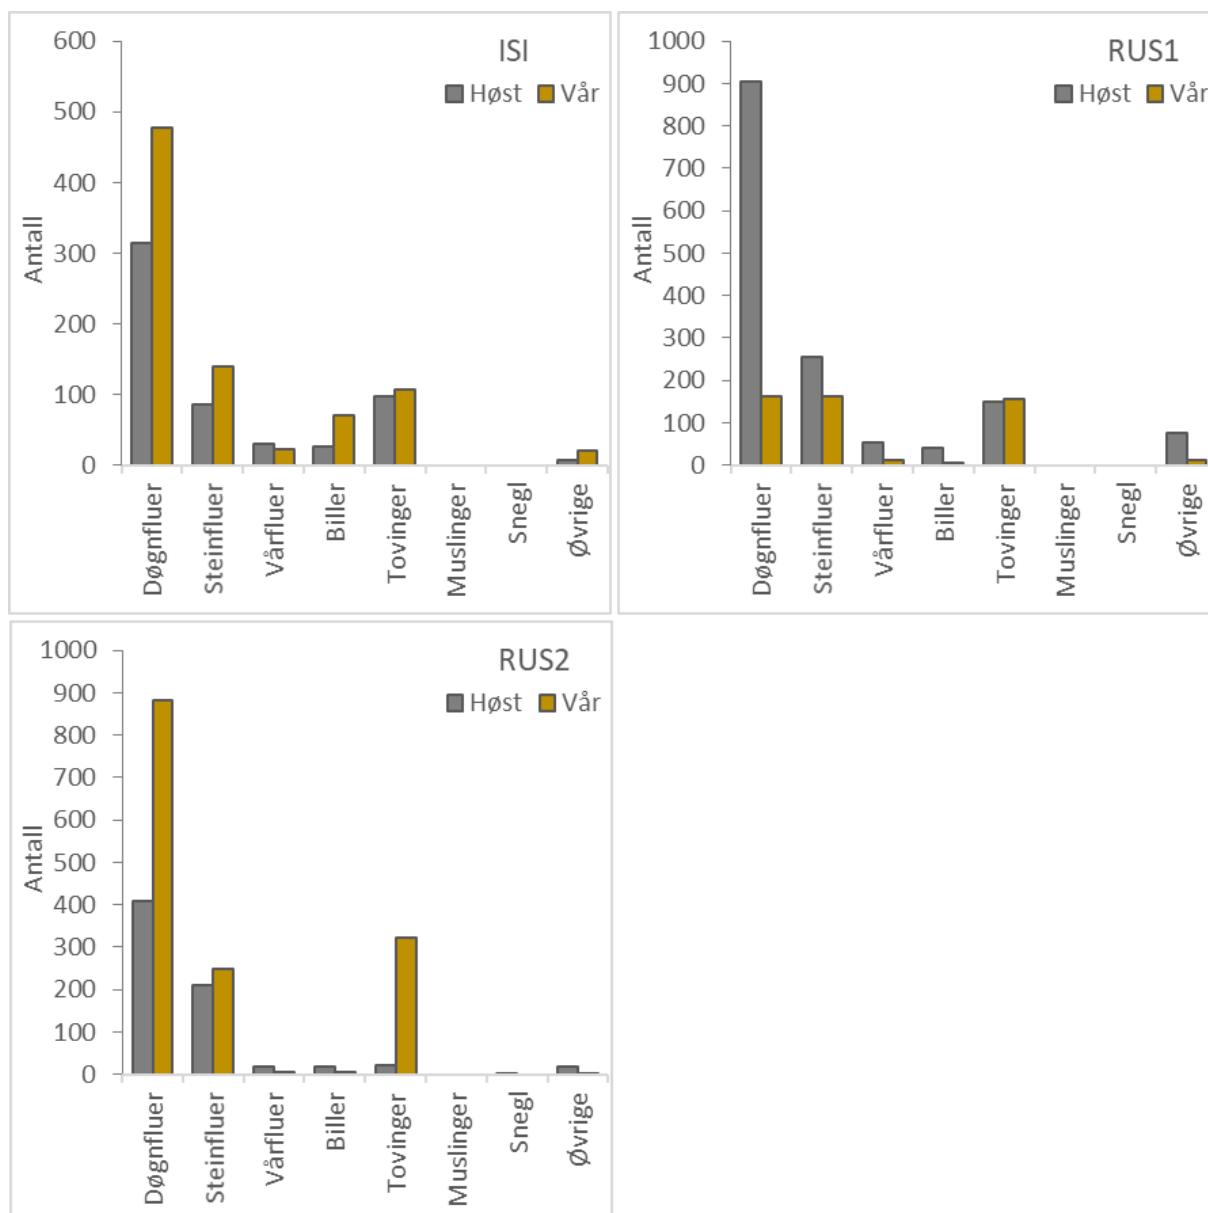 ISI
Høst Vår
600
500
400
300
200
100
0
Antall
Døgnfluer
Steinfluer
Vårfluer
Biller
Tovinger
Muslinger
Snegl
Øvrige
RUS1
Høst Vår
1000
900
800
700
600
500
400
300
200
100
0
Antall
Døgnfluer
Steinfluer
Vårfluer
Biller
Tovinger
Muslinger
Snegl
Øvrige
RUS2
Høst Vår
1000
900
800
700
600
500
400
300
200
100
0
Antall
Døgnfluer
Steinfluer
Vårfluer
Biller
Tovinger
Muslinger
Snegl
Øvrige